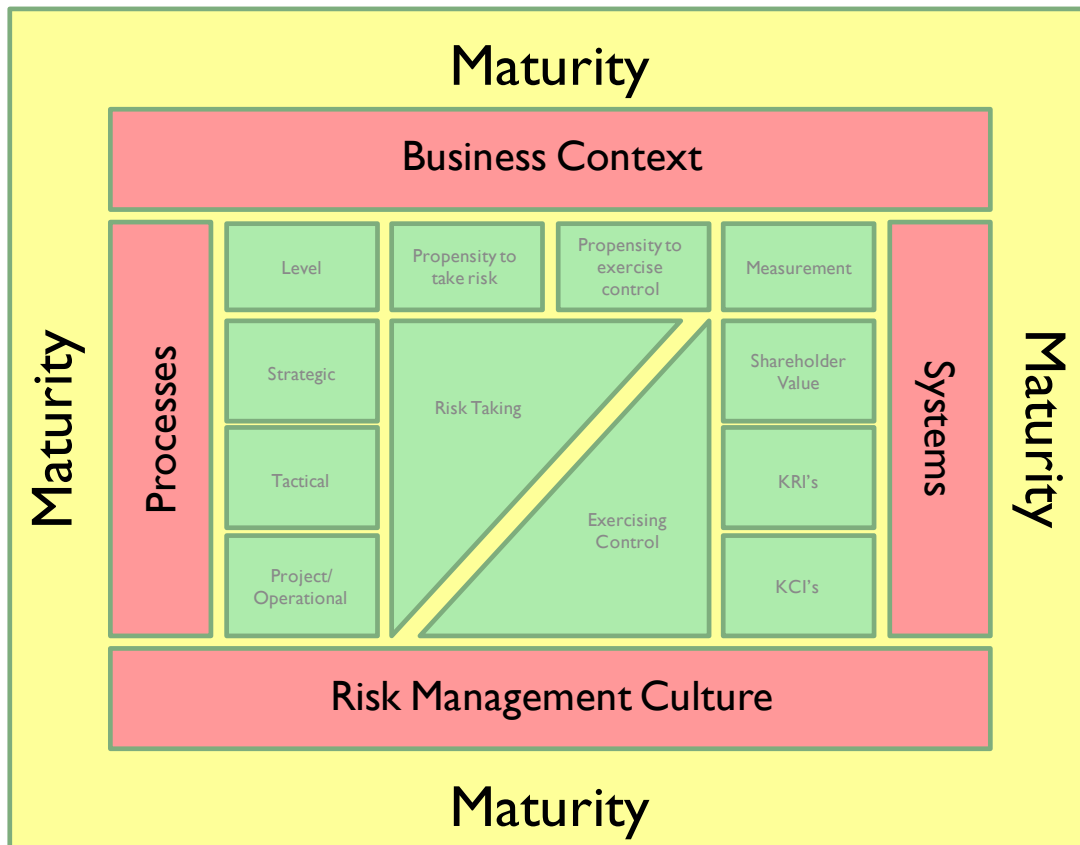 Maturity
Business Context
Level
Propensity to
take risk
Propensity to
exercise
control
Measurement
Maturity
Processes
Strategic
Risk Taking
Shareholder
Value
Systems
Maturity
Tactical
KRI's
Exercising
Control
Project/
Operational
KCI's
Risk Management Culture
Maturity